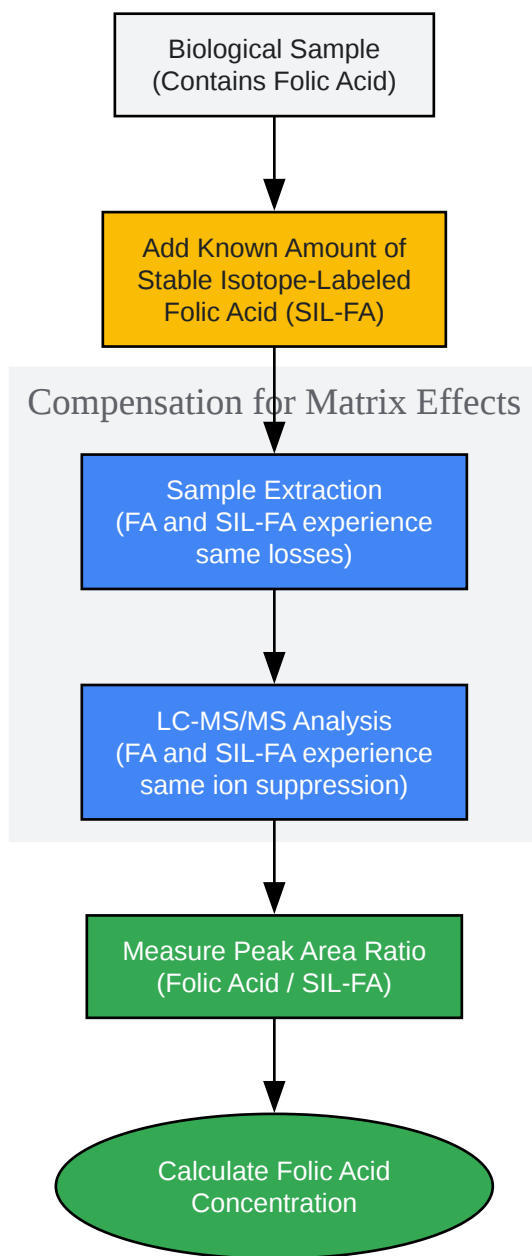 Biological Sample
(Contains Folic Acid)
Add Known Amount of
Stable Isotope-Labeled
Folic Acid (SIL-FA)
Compensation for Matrix Effects
Sample Extraction
(FA and SIL-FA experience
same losses)
LC-MS/MS Analysis
(FA and SIL-FA experience
same ion suppression)
Measure Peak Area Ratio
(Folic Acid / SIL-FA)
Calculate Folic Acid
Concentration